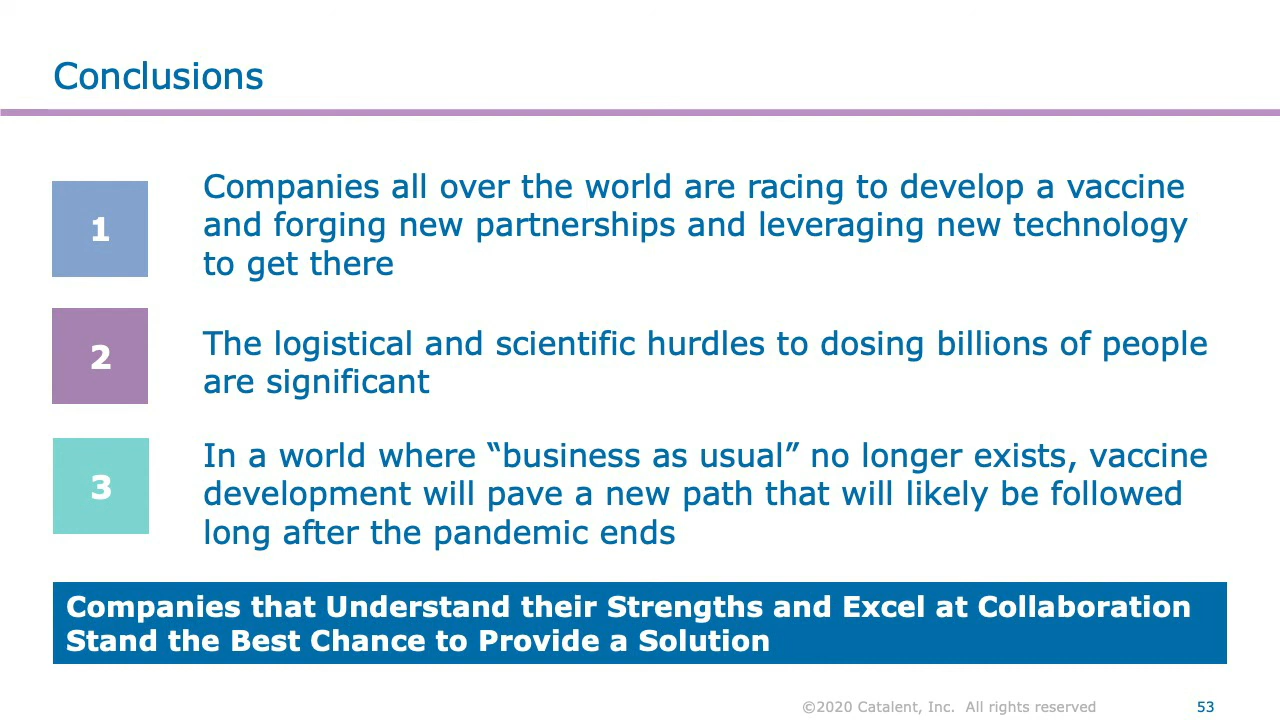 Conclusions
1
Companies all over the world are racing to develop a vaccine
and forging new partnerships and leveraging new technology
to get there
2
The logistical and scientific hurdles to dosing billions of people
are significant
3
In a world where “business as usual” no longer exists, vaccine
development will pave a new path that will likely be followed
long after the pandemic ends
Companies that Understand their Strengths and Excel at Collaboration
Stand the Best Chance to Provide a Solution
©2020 Catalent, Inc. All rights reserved
53